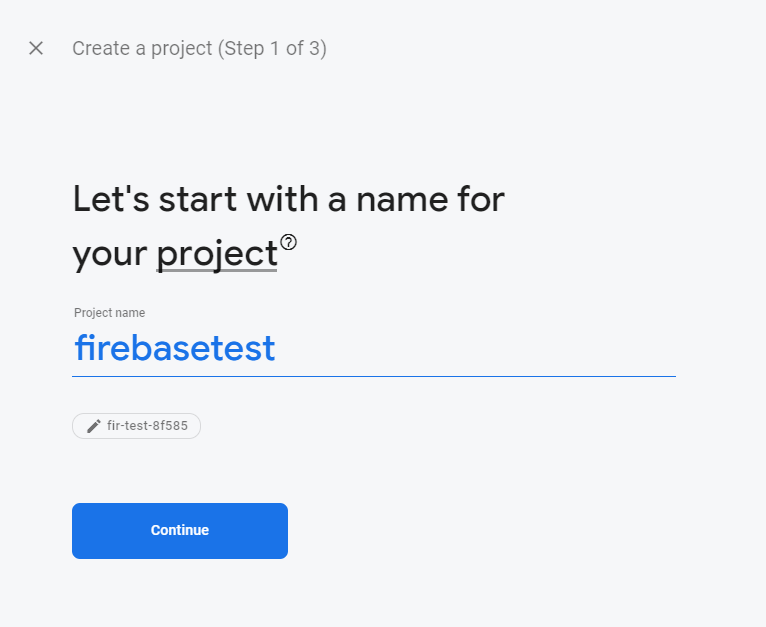 Create a project (Step 1 of 3)
Let's start with a name for
your project
Project name
firebasetest
fir-test-8f585
Continue